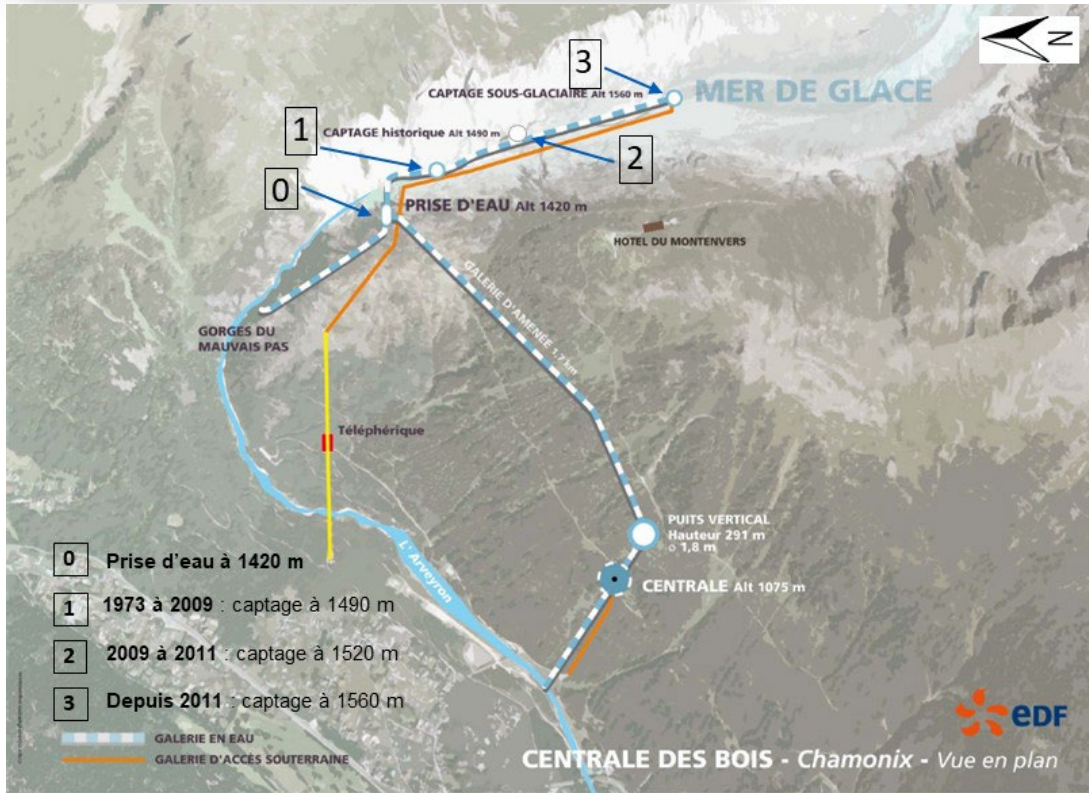 N
3
CAPTAGE SOUS-GLACIAIRE Alt 1560 m
MER DE GLACE
1
CAPTAGE historique Alt 1490 m
2
0
PRISE D'EAU Alt 1420 m
HOTEL DU MONTENVERS
GALERIE D'AMENÉE 1.7 km
GORGES DU
MAUVAIS PAS
Téléphérique
PUITS VERTICAL
Hauteur 291 m
ø 1,8 m
L'Arveyron
CENTRALE Alt 1075 m
0 Prise d'eau à 1420 m
1 1973 à 2009 : captage à 1490 m
2 2009 à 2011 : captage à 1520 m
3 Depuis 2011 : captage à 1560 m
GALERIE EN EAU
GALERIE D'ACCÈS SOUTERRAINE
eDF
CENTRALE DES BOIS - Chamonix - Vue en plan